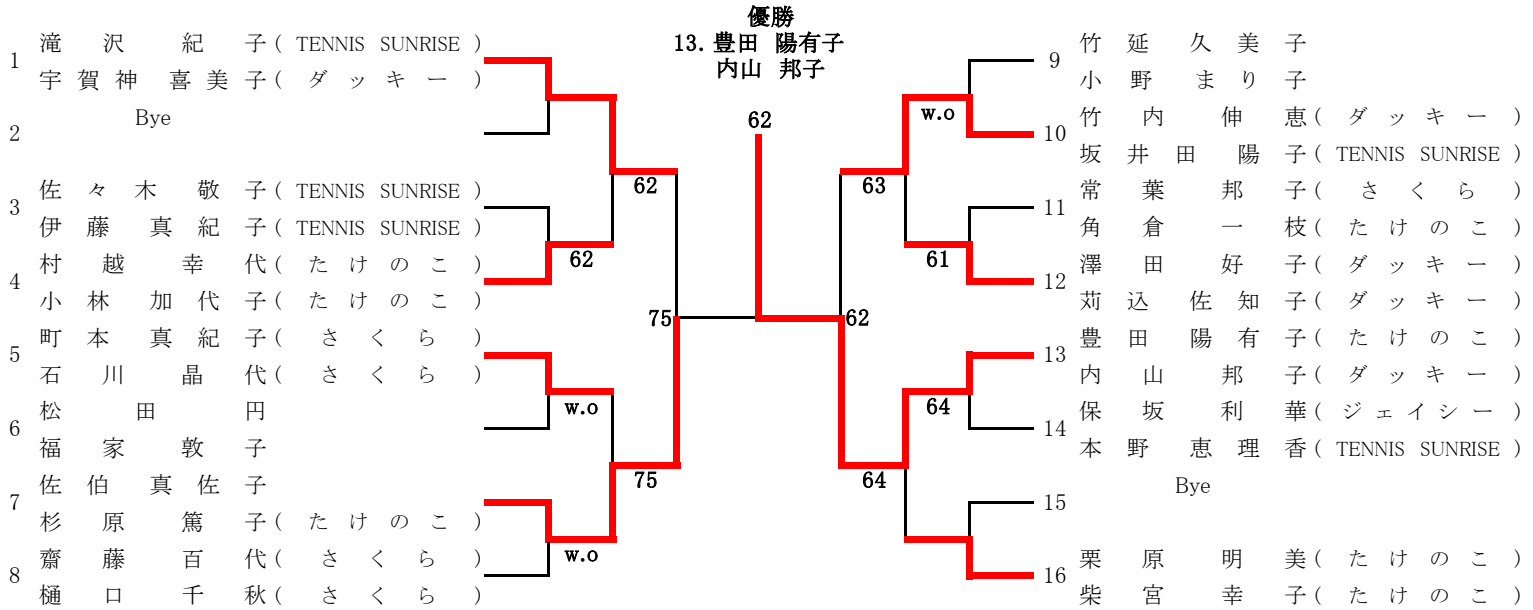 優勝
13. 豊田 陽有子
内山 邦子
62
1
滝沢 紀子 ( TENNIS SUNRISE )
宇賀神 喜美子 ( ダッキー )
2
Bye
3
佐々木 敬子 ( TENNIS SUNRISE )
伊藤 真紀子 ( TENNIS SUNRISE )
4
村越 幸代 ( たけのこ )
小林 加代子 ( たけのこ )
5
町本 真紀子 ( さくら )
石川 晶代 ( さくら )
6
松田 円
福家 敦子
7
佐伯 真佐子
杉原 篤子 ( たけのこ )
8
齋藤 百代 ( さくら )
樋口 千秋 ( さくら )
62
62
75
w.o
75
w.o
9
竹延 久美子
小野 まり子
10
竹内 伸恵 ( ダッキー )
坂井田 陽子 ( TENNIS SUNRISE )
11
常葉 邦子 ( さくら )
角倉 一枝 ( たけのこ )
12
澤田 好子 ( ダッキー )
苅込 佐知子 ( ダッキー )
13
豊田 陽有子 ( たけのこ )
内山 邦子 ( ダッキー )
14
保坂 利華 ( ジェイシー )
本野 恵理香 ( TENNIS SUNRISE )
15
Bye
16
栗原 明美 ( たけのこ )
柴宮 幸子 ( たけのこ )
w.o
63
61
62
64
64